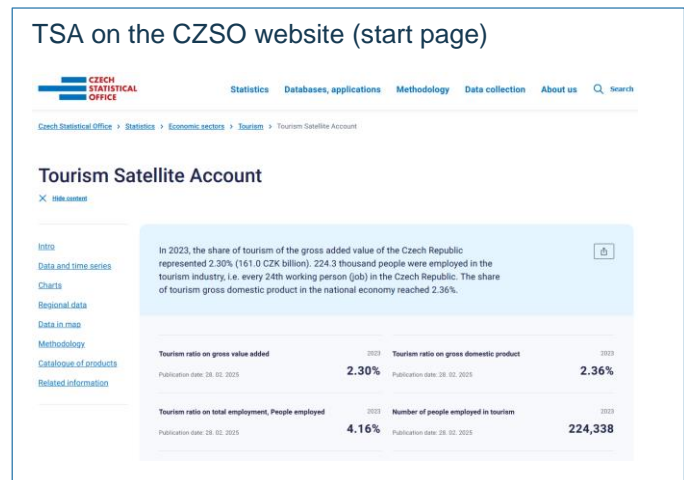 TSA on the CZSO website (start page)
CZECH
STATISTICAL
OFFICE
Statistics Databases, applications Methodology Data collection About us Search
Czech Statistical Office > Statistics > Economic sectors > Tourism > Tourism Satellite Account
Tourism Satellite Account
Hide content
Intro
Data and time series
Charts
Regional data
Data in map
Methodology
Catalogue of products
Related information
In 2023, the share of tourism of the gross added value of the Czech Republic
represented 2.30% (161.0 CZK billion). 224.3 thousand people were employed in the
tourism industry, i.e. every 24th working person (job) in the Czech Republic. The share
of tourism gross domestic product in the national economy reached 2.36%.
Tourism ratio on gross value added 2023
Publication date: 28. 02. 2025 2.30%
Tourism ratio on gross domestic product 2023
Publication date: 28. 02. 2025 2.36%
Tourism ratio on total employment, People employed 2023
Publication date: 28. 02. 2025 4.16%
Number of people employed in tourism 2023
Publication date: 28. 02. 2025 224,338